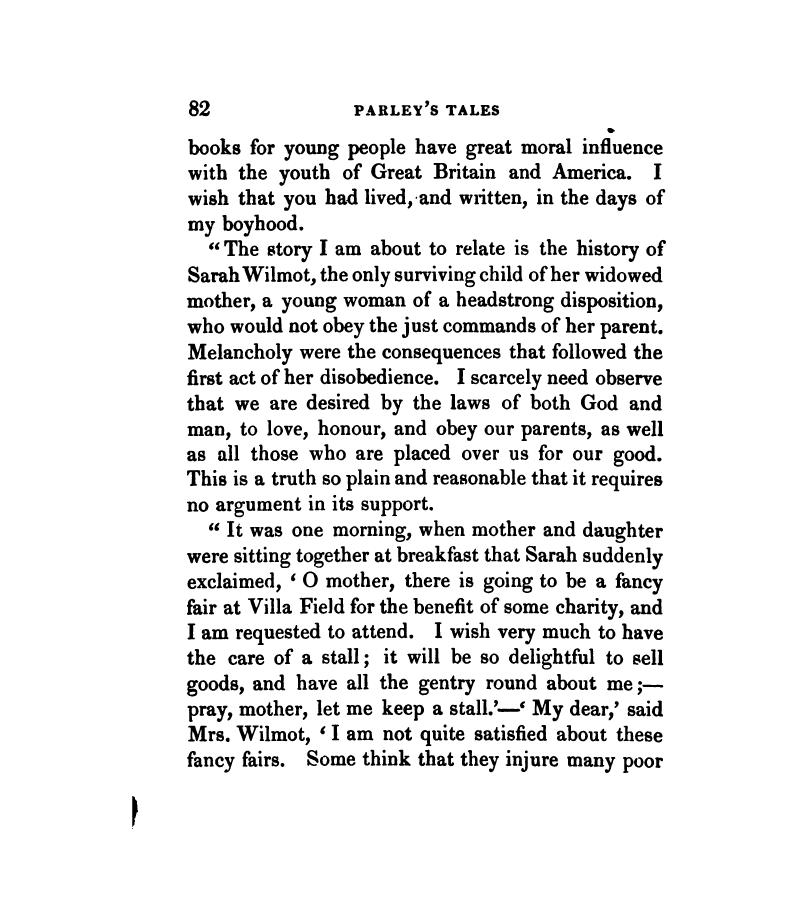 82 PARLEY'S TALES
books for young people have great moral influence
with the youth of Great Britain and America. I
wish that you had lived, and written, in the days of
my boyhood.
“The story I am about to relate is the history of
Sarah Wilmot, the only surviving child of her widowed
mother, a young woman of a headstrong disposition,
who would not obey the just commands of her parent.
Melancholy were the consequences that followed the
first act of her disobedience. I scarcely need observe
that we are desired by the laws of both God and
man, to love, honour, and obey our parents, as well
as all those who are placed over us for our good.
This is a truth so plain and reasonable that it requires
no argument in its support.
“ It was one morning, when mother and daughter
were sitting together at breakfast that Sarah suddenly
exclaimed, ‘ O mother, there is going to be a fancy
fair at Villa Field for the benefit of some charity, and
I am requested to attend. I wish very much to have
the care of a stall; it will be so delightful to sell
goods, and have all the gentry round about me;—
pray, mother, let me keep a stall.’—‘ My dear,’ said
Mrs. Wilmot, ‘ I am not quite satisfied about these
fancy fairs. Some think that they injure many poor